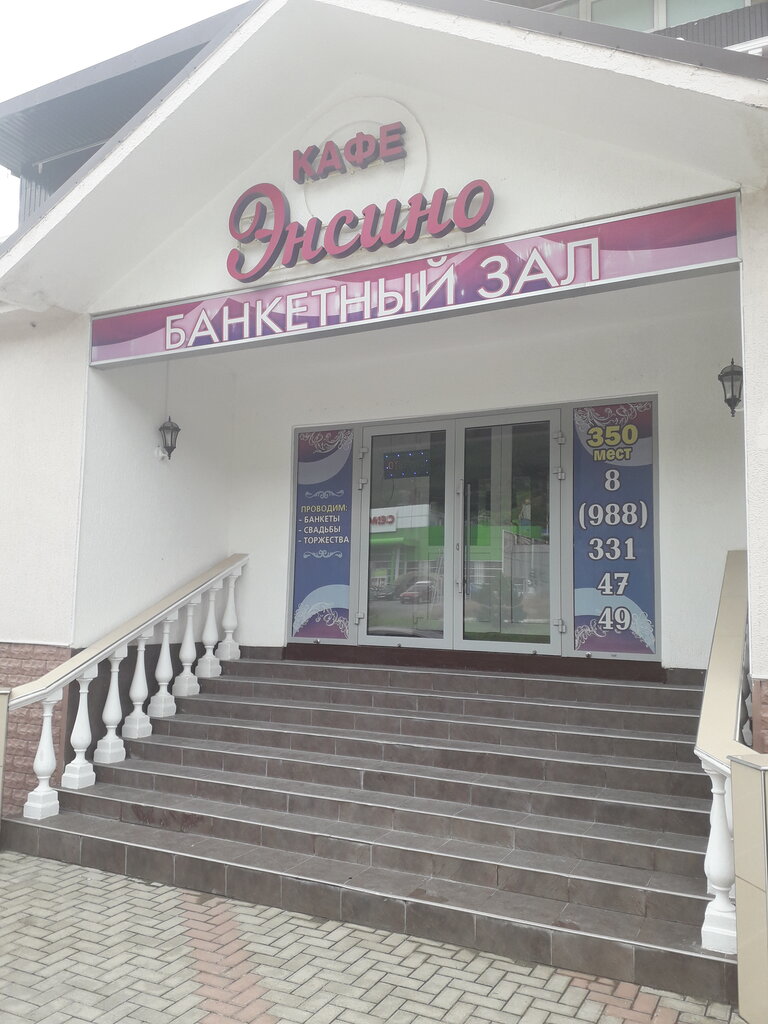 КАФЕ
Энсино
БАНКЕТНЫЙ ЗАЛ
ПРОВОДИМ:
- БАНКЕТЫ
- СВАДЬБЫ
- ТОРЖЕСТВА
350
мест
8
(988)
331
47
49